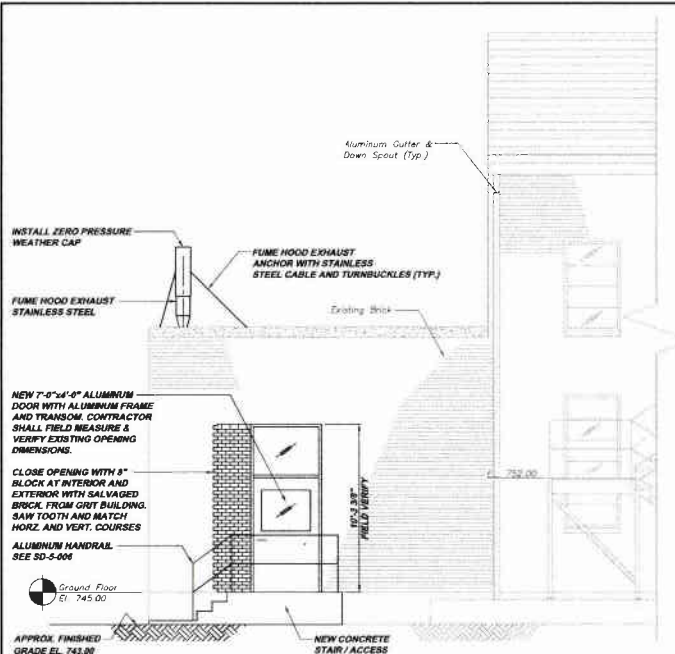 Aluminum Gutter &
Down Spout (Typ.)
INSTALL ZERO PRESSURE
WEATHER CAP
FUME HOOD EXHAUST
ANCHOR WITH STAINLESS
STEEL CABLE AND TURNBUCKLES (TYP.)
FUME HOOD EXHAUST
STAINLESS STEEL
Existing Brick
NEW 7'-0"x4'-0" ALUMINUM
DOOR WITH ALUMINUM FRAME
AND TRANSOM. CONTRACTOR
SHALL FIELD MEASURE &
VERIFY EXISTING OPENING
DIMENSIONS.
CLOSE OPENING WITH 8"
BLOCK AT INTERIOR AND
EXTERIOR WITH SALVAGED
BRICK FROM GRIT BUILDING.
SAW TOOTH AND MATCH
HORZ. AND VERT. COURSES
10'-3 3/8"
FIELD VERIFY
752.00
ALUMINUM HANDRAIL
SEE SD-5-006
Ground Floor
El. 745.00
APPROX. FINISHED
GRADE EL. 743.00
NEW CONCRETE
STAIR / ACCESS